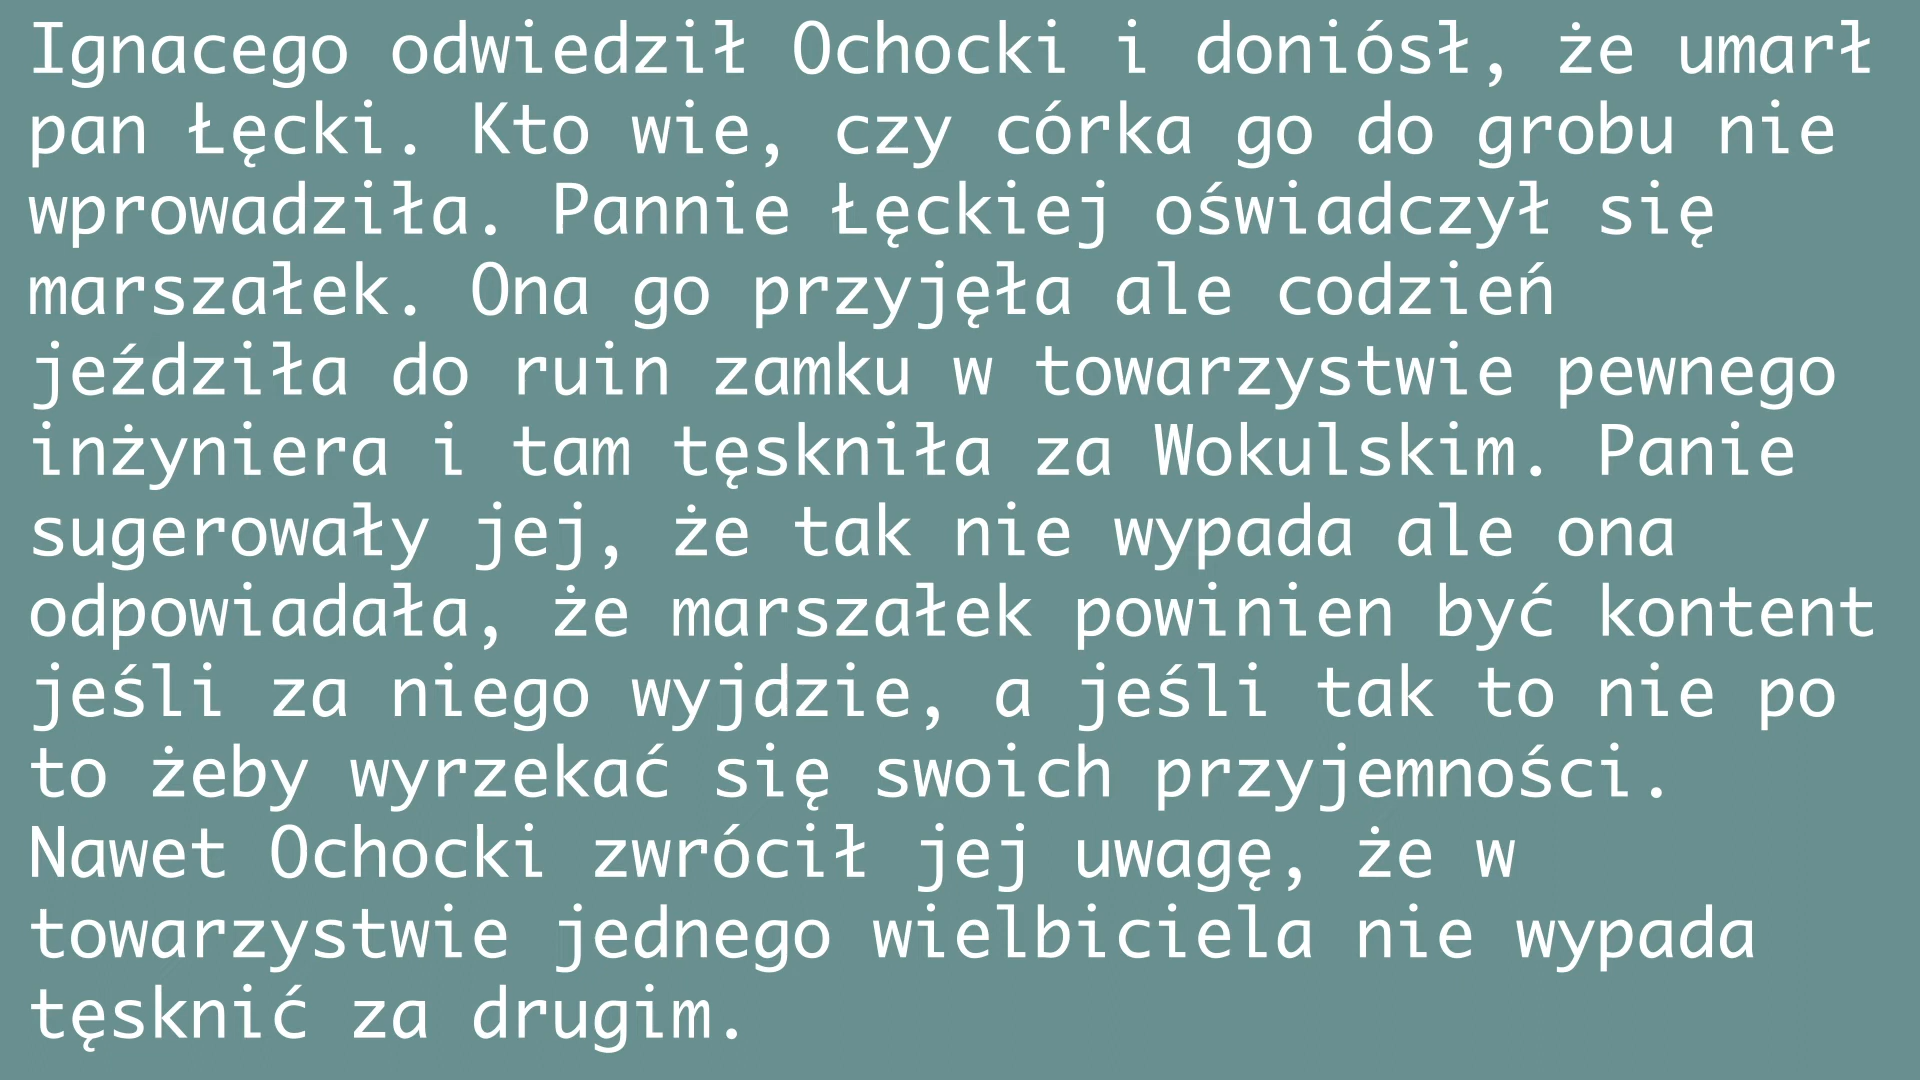 Ignacego odwiedził Ochocki i doniósł, że umarł
pan Łęcki. Kto wie, czy córka go do grobu nie
wprowadziła. Pannie Łęckiej oświadczył się
marszałek. Ona go przyjęła ale codzień
jeździła do ruin zamku w towarzystwie pewnego
inżyniera i tam tęskniła za Wokulskim. Panie
sugerowały jej, że tak nie wypada ale ona
odpowiadała, że marszałek powinien być kontent
jeśli za niego wyjdzie, a jeśli tak to nie po
to żeby wyrzekać się swoich przyjemności.
Nawet Ochocki zwrócił jej uwagę, że w
towarzystwie jednego wielbiciela nie wypada
tęsknić za drugim.